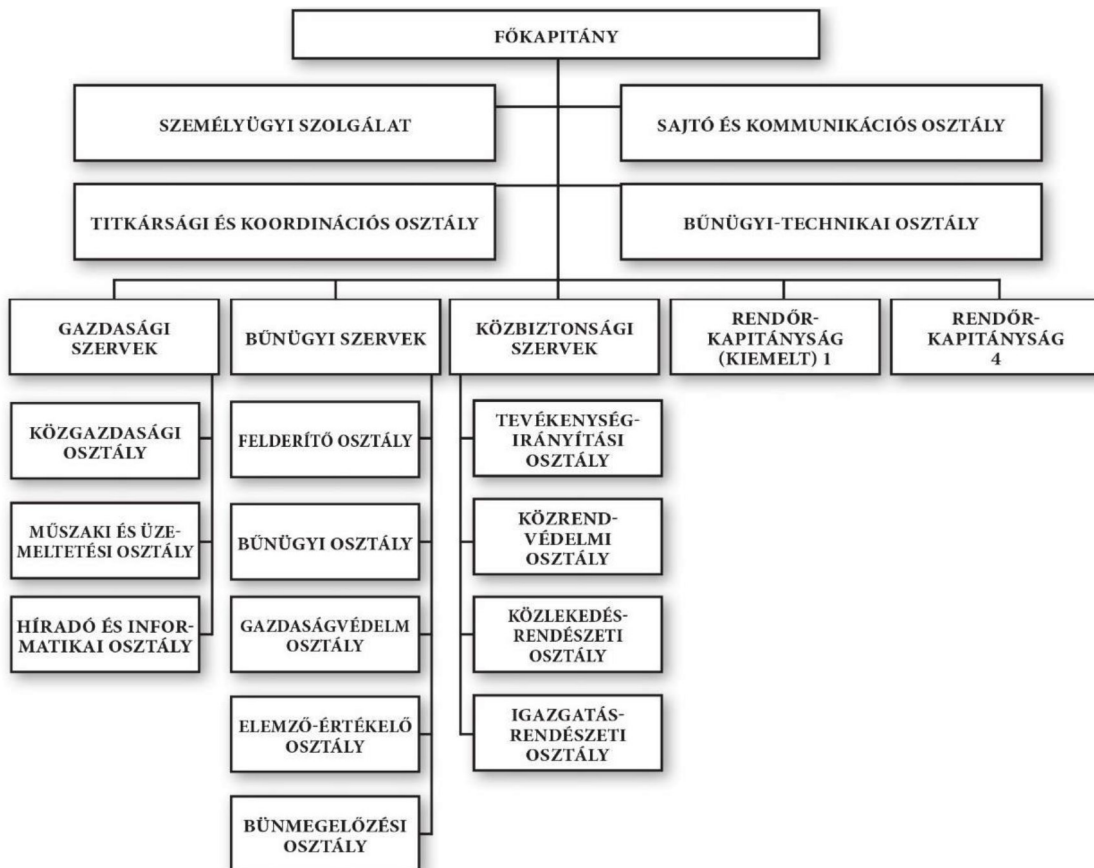 FŐKAPITÁNY
SZEMÉLYÜGYI SZOLGÁLAT
SAJTÓ ÉS KOMMUNIKÁCIÓS OSZTÁLY
TITKÁRSÁGI ÉS KOORDINÁCIÓS OSZTÁLY
BŰNÜGYI-TECHNIKAI OSZTÁLY
GAZDASÁGI
SZERVEK
BŰNÜGYI SZERVEK
KÖZBIZTONSÁGI
SZERVEK
RENDŐR-
KAPITÁNYSÁG
(KIEMELT) 1
RENDŐR-
KAPITÁNYSÁG
4
KÖZGAZDASÁGI
OSZTÁLY
MŰSZAKI ÉS ÜZE-
MELTETÉSI OSZTÁLY
HÍRADÓ ÉS INFOR-
MATIKAI OSZTÁLY
FELDERÍTŐ OSZTÁLY
BŰNÜGYI OSZTÁLY
GAZDASÁGVÉDELM
OSZTÁLY
ELEMZŐ-ÉRTÉKELŐ
OSZTÁLY
BÜNMEGELŐZÉSI
OSZTÁLY
TEVÉKENYSÉG-
IRÁNYÍTÁSI
OSZTÁLY
KÖZREND-
VÉDELMI
OSZTÁLY
KÖZLEKEDÉS-
RENDÉSZETI
OSZTÁLY
IGAZGATÁS-
RENDÉSZETI
OSZTÁLY